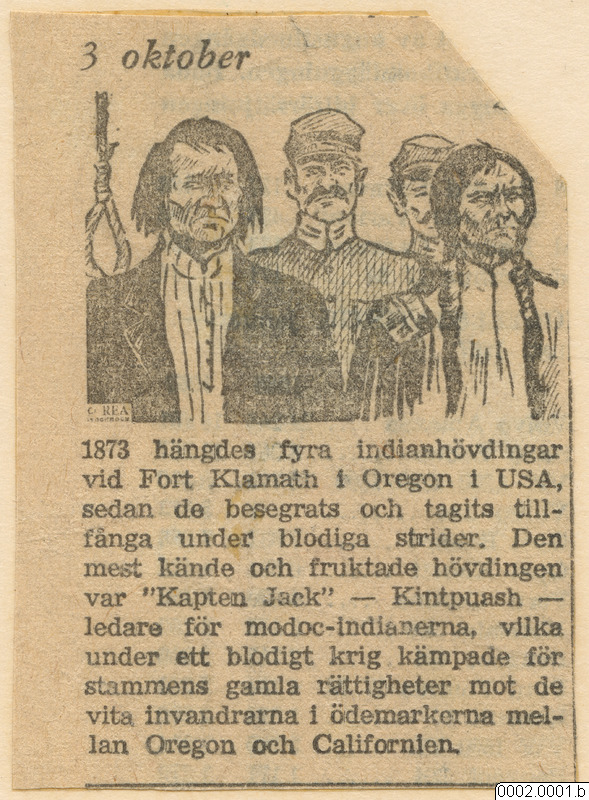 3 oktober
© REA
1873 hängdes fyra indianhövdingar
vid Fort Klamath i Oregon i USA,
sedan de besegrats och tagits till-
fånga under blodiga strider. Den
mest kände och fruktade hövdingen
var "Kapten Jack" — Kintpuash —
ledare för modoc-indianerna, vilka
under ett blodigt krig kämpade för
stammens gamla rättigheter mot de
vita invandrarna i ödemarkerna mel-
lan Oregon och Californien.
0002.0001.b